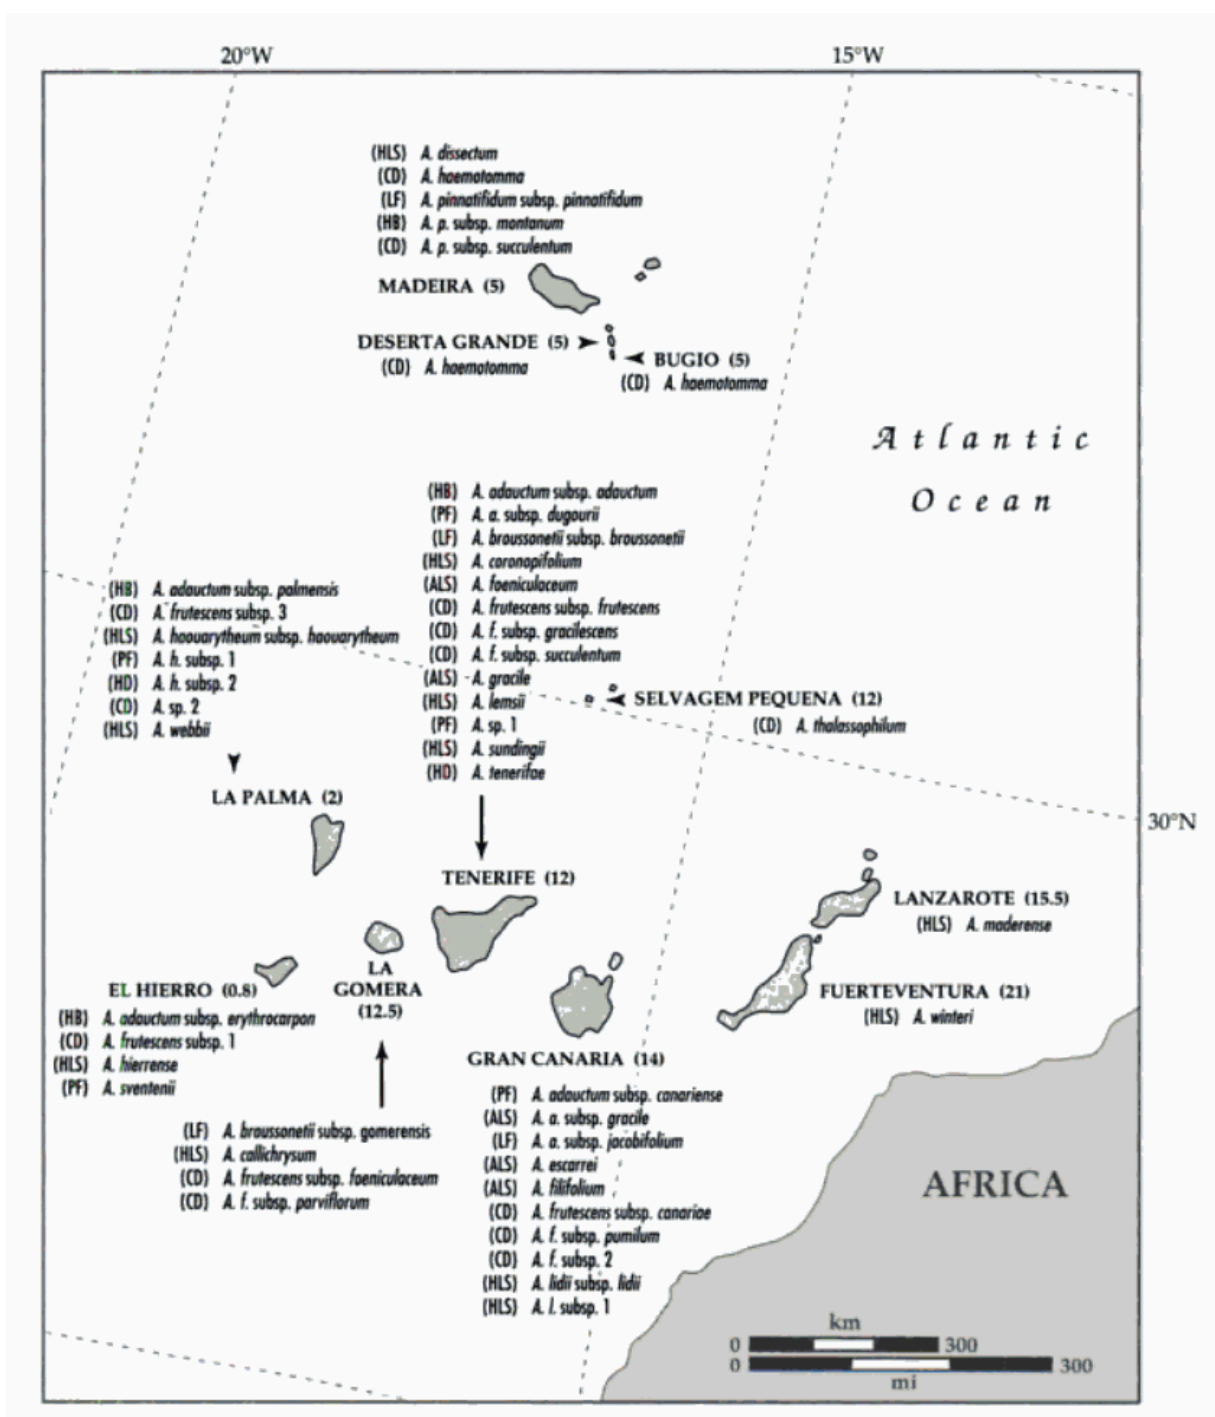 20°W
15°W
(HLS) A. dissectum
(CD) A. haematomma
(LF) A. pinnatifidum subsp. pinnatifidum
(HB) A. p. subsp. montanum
(CD) A. p. subsp. succulentum
MADEIRA (5)
DESERTA GRANDE (5)
(CD) A. haematomma
BUGIO (5)
(CD) A. haematomma
Atlantic
Ocean
(HB) A. adauctum subsp. adauctum
(PF) A. a. subsp. dugourii
(LF) A. broussonetii subsp. broussonetii
(HLS) A. coronopifolium
(ALS) A. foeniculaceum
(CD) A. frutescens subsp. frutescens
(CD) A. f. subsp. gracilescens
(CD) A. f. subsp. succulentum
(ALS) A. gracile
(HLS) A. lemsii
(PF) A. sp. 1
(HLS) A. sundingii
(HD) A. tenerifae
(HB) A. adauctum subsp. palmensis
(CD) A. frutescens subsp. 3
(HLS) A. haouarytheum subsp. haouarytheum
(PF) A. h. subsp. 1
(HD) A. h. subsp. 2
(CD) A. sp. 2
(HLS) A. webbii
SELVAGEM PEQUENA (12)
(CD) A. thalassophilum
LA PALMA (2)
30°N
TENERIFE (12)
LANZAROTE (15.5)
(HLS) A. maderense
LA
GOMERA
(12.5)
EL HIERRO (0.8)
(HB) A. adauctum subsp. erythrocarpon
(CD) A. frutescens subsp. 1
(HLS) A. hierrense
(PF) A. sventenii
FUERTEVENTURA (21)
(HLS) A. winteri
GRAN CANARIA (14)
(PF) A. adauctum subsp. canariense
(ALS) A. a. subsp. gracile
(LF) A. a. subsp. jacobifolium
(ALS) A. escarrei
(ALS) A. filifolium
(CD) A. frutescens subsp. canariae
(CD) A. f. subsp. pumilum
(CD) A. f. subsp. 2
(HLS) A. lidii subsp. lidii
(HLS) A. l. subsp. 1
(LF) A. broussonetii subsp. gomerensis
(HLS) A. callichrysum
(CD) A. frutescens subsp. foeniculaceum
(CD) A. f. subsp. parviflorum
AFRICA
km
0 300
0 300
mi